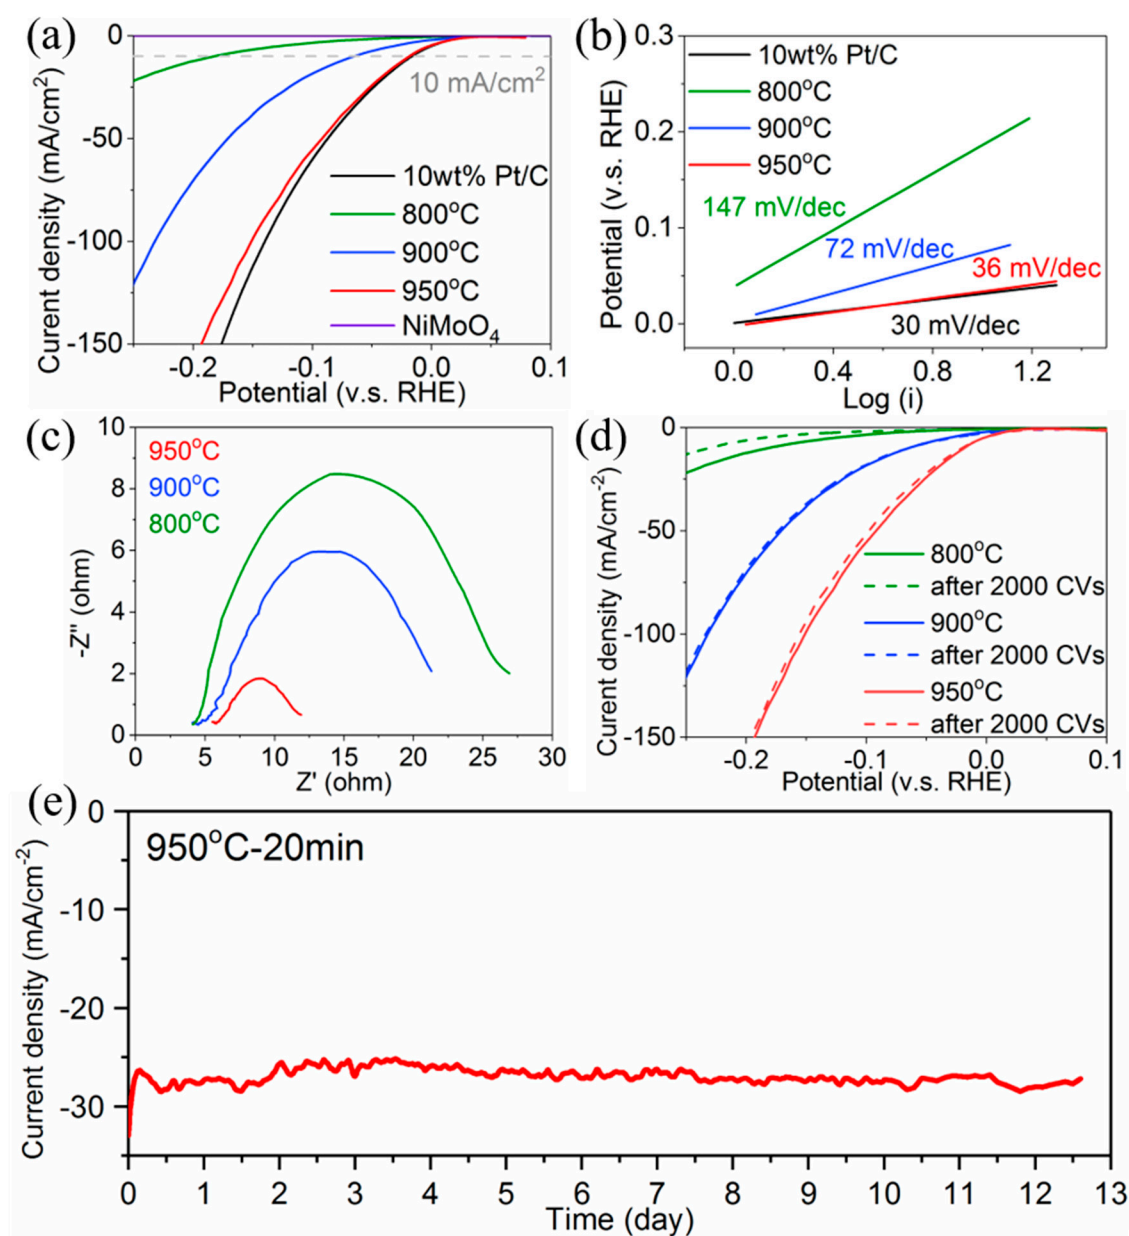 (a)
0
-50
-100
-150
Curent density (mA/cm²)
10 mA/cm²
10wt% Pt/C
800°C
900°C
950°C
NiMoO₄
-0.2
-0.1
0.0
0.1
Potential (v.s. RHE)
(b)
0.3
0.2
0.1
0.0
Potential (v.s. RHE)
10wt% Pt/C
800°C
900°C
950°C
147 mV/dec
72 mV/dec
36 mV/dec
30 mV/dec
0.0
0.4
0.8
1.2
Log (i)
(c)
10
8
6
4
2
0
-Z" (ohm)
950°C
900°C
800°C
0
5
10
15
20
25
30
Z' (ohm)
(d)
0
-50
-100
-150
Curent density (mA/cm⁻²)
800°C
after 2000 CVs
900°C
after 2000 CVs
950°C
after 2000 CVs
-0.2
-0.1
0.0
0.1
Potential (v.s. RHE)
(e)
0
-10
-20
-30
Current density (mA/cm⁻²)
950°C-20min
0
1
2
3
4
5
6
7
8
9
10
11
12
13
Time (day)